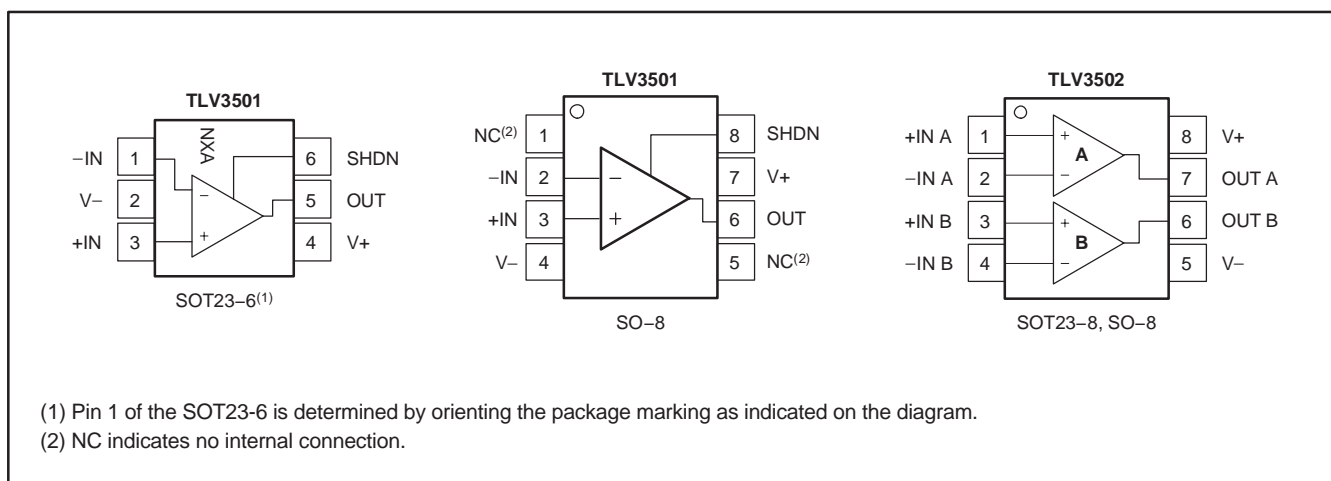 TLV3501
NXA
−IN 1
V− 2
+IN 3
6 SHDN
5 OUT
4 V+
SOT23−6(1)
TLV3501
NC(2) 1
−IN 2
+IN 3
V− 4
8 SHDN
7 V+
6 OUT
5 NC(2)
− 
+
SO−8
TLV3502
+IN A 1
−IN A 2
+IN B 3
−IN B 4
A
B
8 V+
7 OUT A
6 OUT B
5 V−
SOT23−8, SO−8
(1) Pin 1 of the SOT23-6 is determined by orienting the package marking as indicated on the diagram.
(2) NC indicates no internal connection.